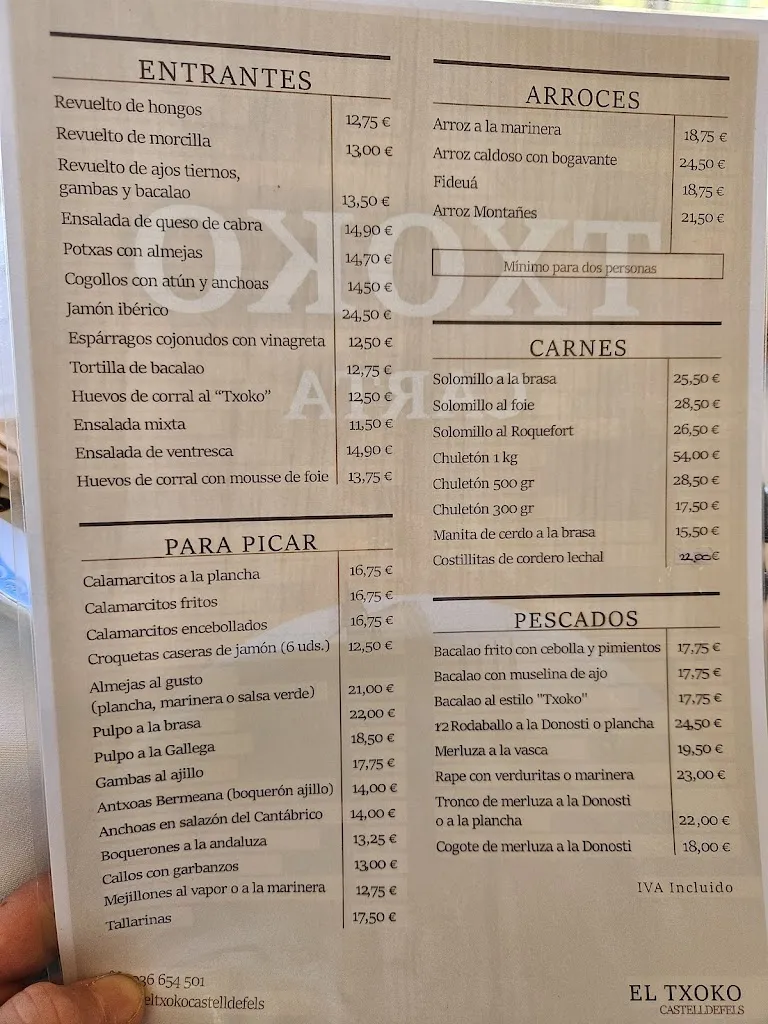 ENTRANTES
Revuelto de hongos 12,75 €
Revuelto de morcilla 13,00 €
Revuelto de ajos tiernos,
gambas y bacalao 13,50 €
Ensalada de queso de cabra 14,90 €
Potxas con almejas 14,70 €
Cogollos con atún y anchoas 14,50 €
Jamón ibérico 24,50 €
Espárragos cojonudos con vinagreta 12,50 €
Tortilla de bacalao 12,75 €
Huevos de corral al “Txoko” 12,50 €
Ensalada mixta 11,50 €
Ensalada de ventresca 14,90 €
Huevos de corral con mousse de foie 13,75 €
PARA PICAR
Calamarcitos a la plancha 16,75 €
Calamarcitos fritos 16,75 €
Calamarcitos encebollados 16,75 €
Croquetas caseras de jamón (6 uds.) 12,50 €
Almejas al gusto
(plancha, marinera o salsa verde) 21,00 €
Pulpo a la brasa 22,00 €
Pulpo a la Gallega 18,50 €
Gambas al ajillo 17,75 €
Antxoas Bermeana (boquerón ajillo) 14,00 €
Anchoas en salazón del Cantábrico 14,00 €
Boquerones a la andaluza 13,25 €
Callos con garbanzos 13,00 €
Mejillones al vapor o a la marinera 12,75 €
Tallarinas 17,50 €
36 654 501
eltxokocastelldefels
ARROCES
Arroz a la marinera 18,75 €
Arroz caldoso con bogavante 24,50 €
Fideuá 18,75 €
Arroz Montañes 21,50 €
Mínimo para dos personas
CARNES
Solomillo a la brasa 25,50 €
Solomillo al foie 28,50 €
Solomillo al Roquefort 26,50 €
Chuletón 1 kg 54,00 €
Chuletón 500 gr 28,50 €
Chuletón 300 gr 17,50 €
Manita de cerdo a la brasa 15,50 €
Costillitas de cordero lechal 22,00€
PESCADOS
Bacalao frito con cebolla y pimientos 17,75 €
Bacalao con muselina de ajo 17,75 €
Bacalao al estilo "Txoko" 17,75 €
12 Rodaballo a la Donosti o plancha 24,50 €
Merluza a la vasca 19,50 €
Rape con verduritas o marinera 23,00 €
Tronco de merluza a la Donosti
o a la plancha 22,00 €
Cogote de merluza a la Donosti 18,00 €
IVA Incluido
EL TXOKO
CASTELLDEFELS